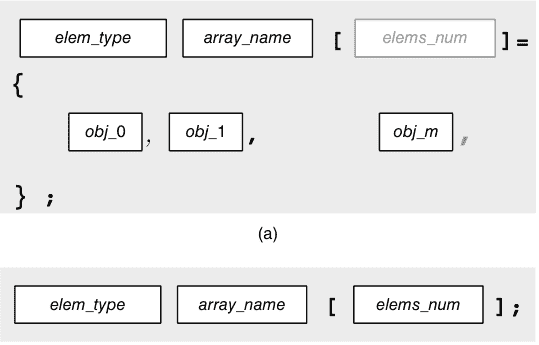 elem_type array_name [ elems_num ]=
{
obj_0 , obj_1 , obj_m ,
} ;
(a)
elem_type array_name [ elems_num ];